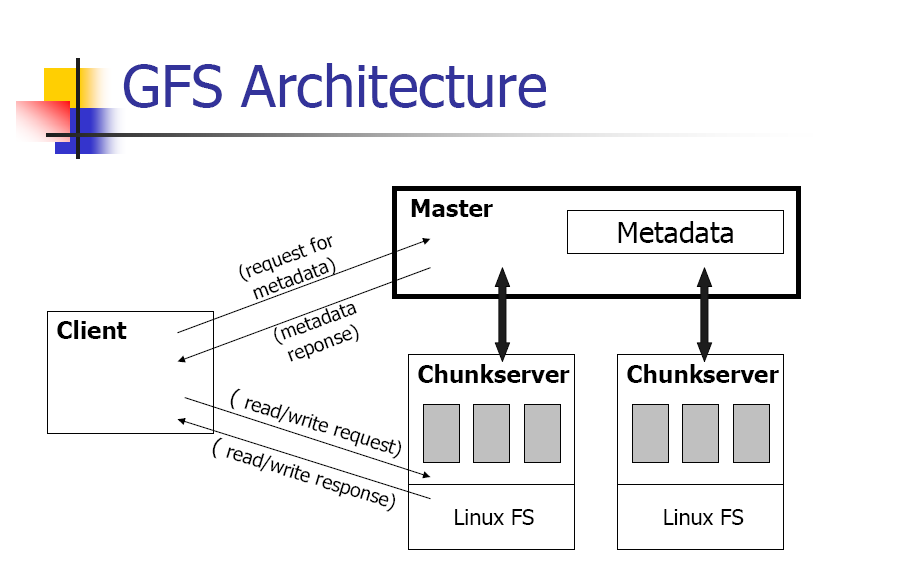 GFS Architecture
Master
Metadata
(request for
metadata)
(metadata
reponse)
Client
Chunkserver
Chunkserver
( read/write request)
( read/write response)
Linux FS
Linux FS